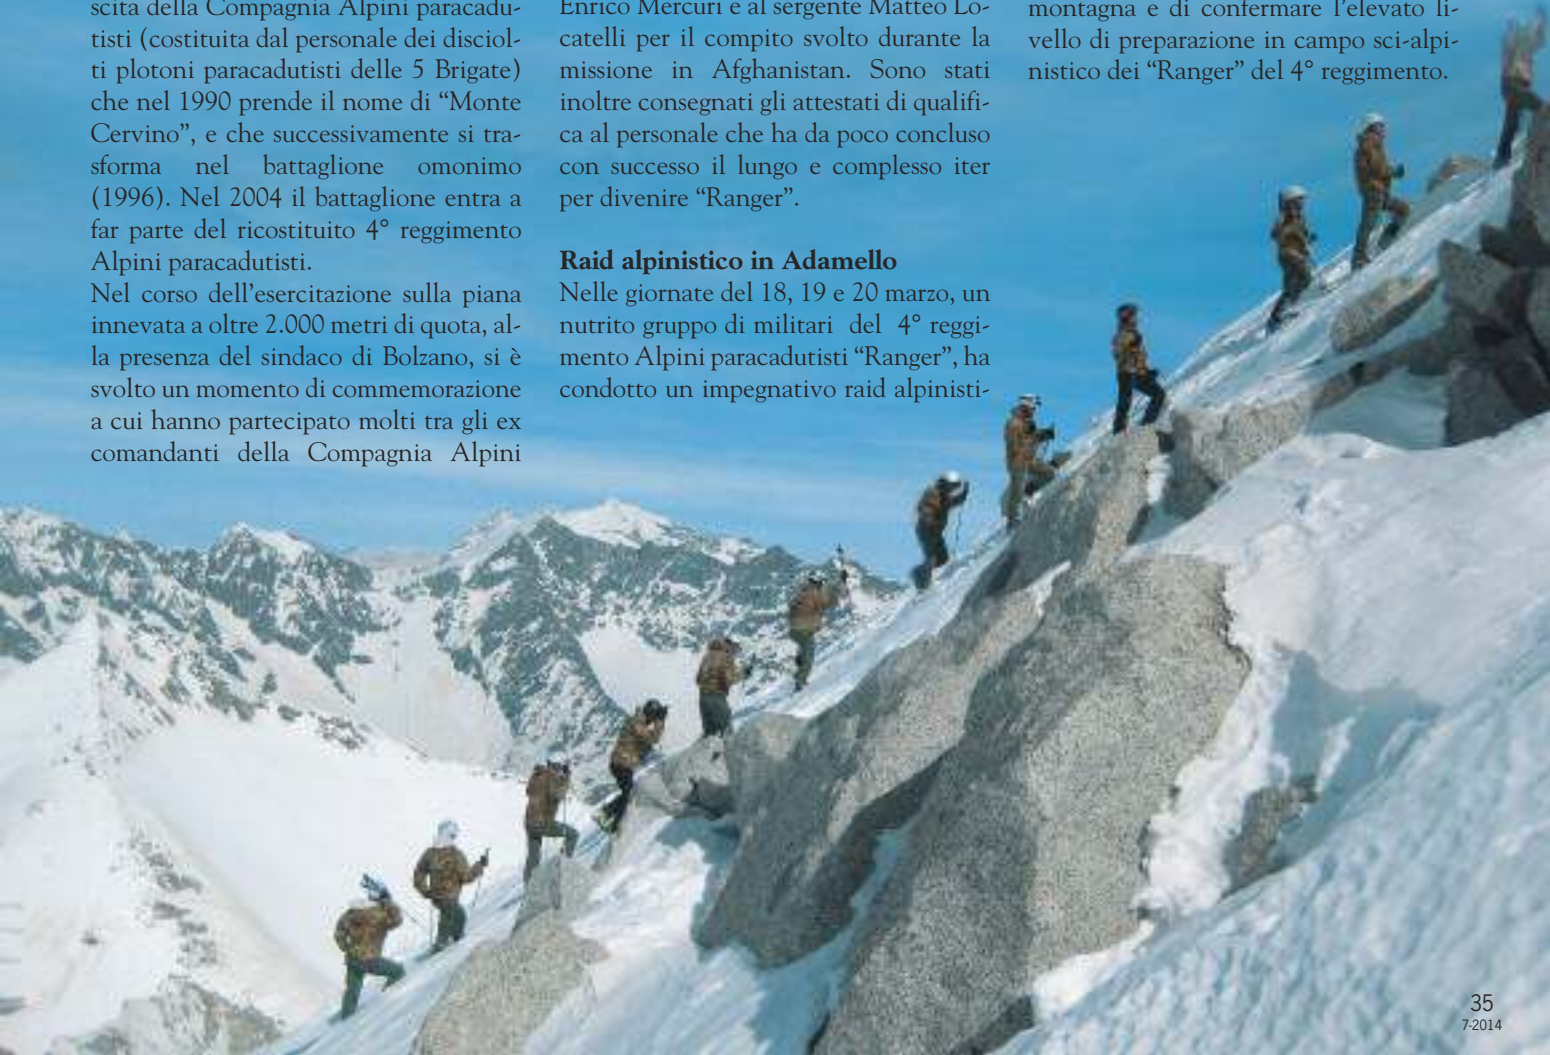 scita della Compagnia Alpini paracadu-
tisti (costituita dal personale dei disciol-
ti plotoni paracadutisti delle 5 Brigate)
che nel 1990 prende il nome di “Monte
Cervino”, e che successivamente si tra-
sforma nel battaglione omonimo
(1996). Nel 2004 il battaglione entra a
far parte del ricostituito 4° reggimento
Alpini paracadutisti.
Nel corso dell’esercitazione sulla piana
innevata a oltre 2.000 metri di quota, al-
la presenza del sindaco di Bolzano, si è
svolto un momento di commemorazione
a cui hanno partecipato molti tra gli ex
comandanti della Compagnia Alpini
Enrico Mercuri e al sergente Matteo Lo-
catelli per il compito svolto durante la
missione in Afghanistan. Sono stati
inoltre consegnati gli attestati di qualifi-
ca al personale che ha da poco concluso
con successo il lungo e complesso iter
per divenire “Ranger”.
Raid alpinistico in Adamello
Nelle giornate del 18, 19 e 20 marzo, un
nutrito gruppo di militari del 4° reggi-
mento Alpini paracadutisti “Ranger”, ha
condotto un impegnativo raid alpinisti-
montagna e di confermare l’elevato li-
vello di preparazione in campo sci-alpi-
nistico dei “Ranger” del 4° reggimento.
35
7-2014